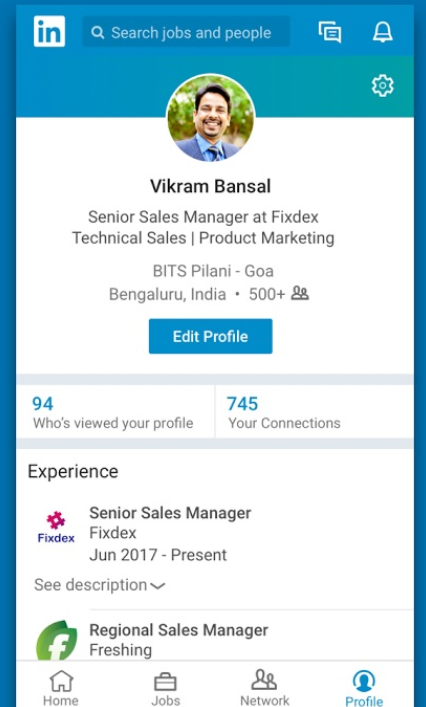 in
Search jobs and people
Vikram Bansal
Senior Sales Manager at Fixdex
Technical Sales | Product Marketing
BITS Pilani - Goa
Bengaluru, India • 500+
Edit Profile
94
Who's viewed your profile
745
Your Connections
Experience
Fixdex
Senior Sales Manager
Fixdex
Jun 2017 - Present
See description
f
Regional Sales Manager
Freshing
Home
Jobs
Network
Profile